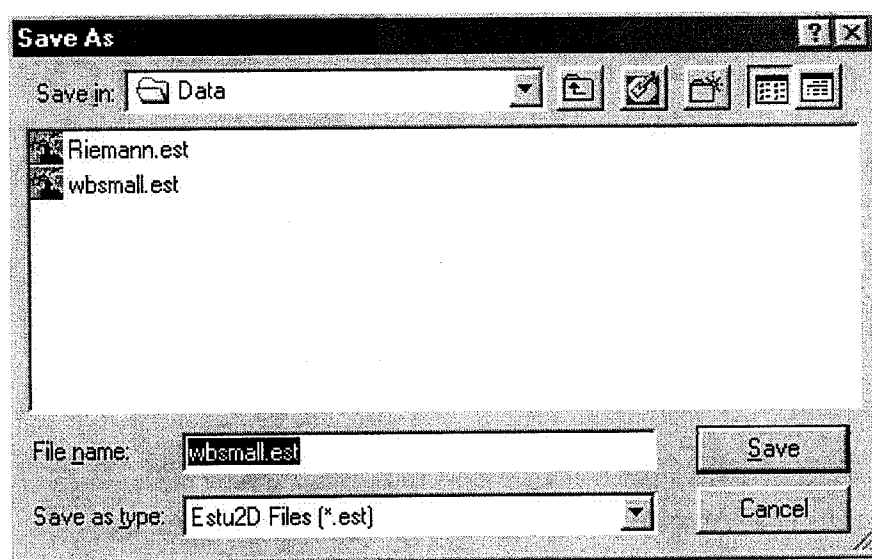 Save As
Save in: Data
Riemann.est
wbsmall.est
File name: wbsmall.est Save
Save as type: Estu2D Files (*.est) Cancel